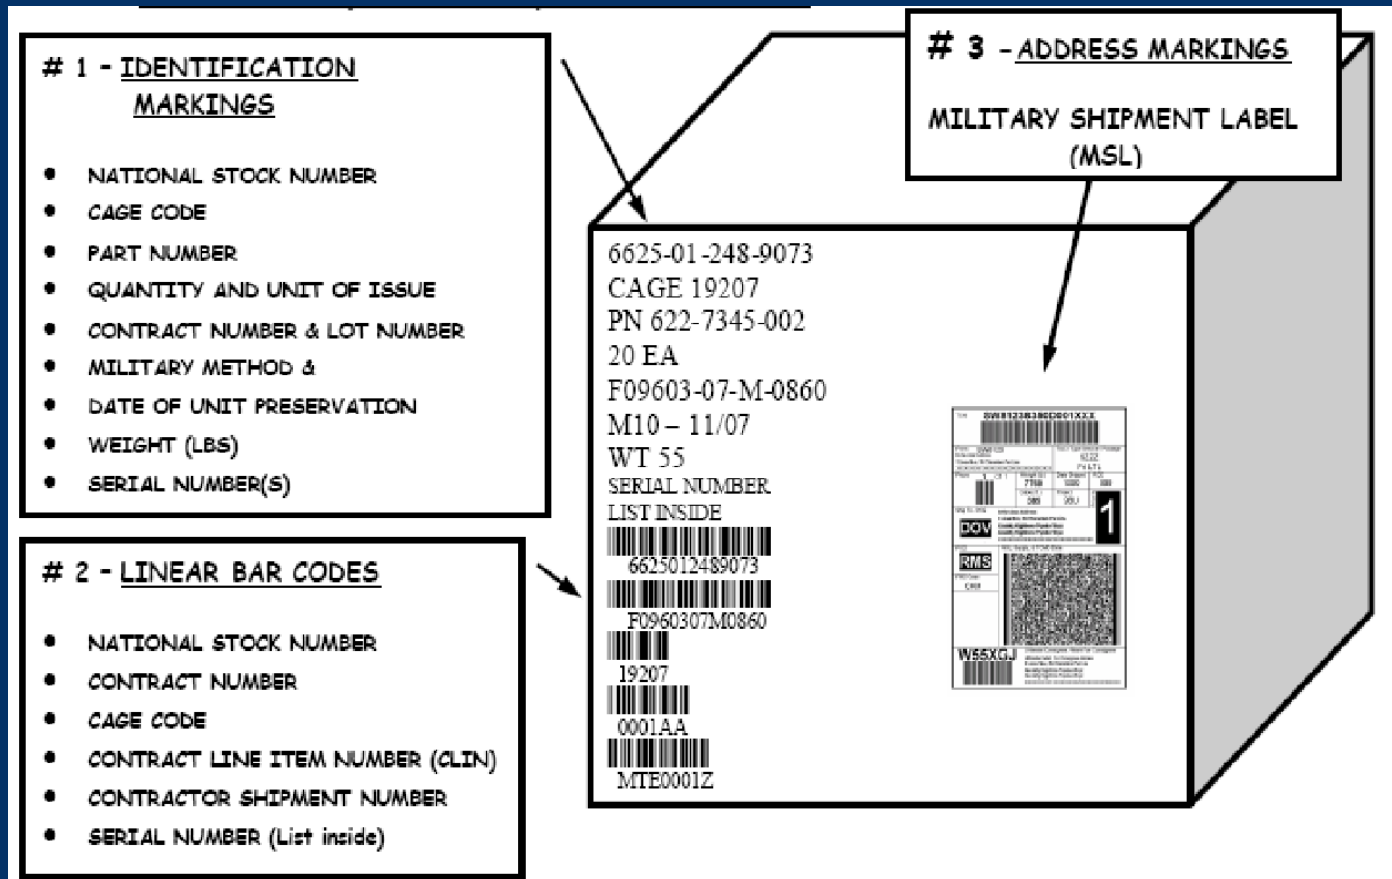 # 1 - IDENTIFICATION
MARKINGS
• NATIONAL STOCK NUMBER
• CAGE CODE
• PART NUMBER
• QUANTITY AND UNIT OF ISSUE
• CONTRACT NUMBER & LOT NUMBER
• MILITARY METHOD &
• DATE OF UNIT PRESERVATION
• WEIGHT (LBS)
• SERIAL NUMBER(S)
# 2 - LINEAR BAR CODES
• NATIONAL STOCK NUMBER
• CONTRACT NUMBER
• CAGE CODE
• CONTRACT LINE ITEM NUMBER (CLIN)
• CONTRACTOR SHIPMENT NUMBER
• SERIAL NUMBER (List inside)
# 3 - ADDRESS MARKINGS
MILITARY SHIPMENT LABEL
(MSL)
6625-01-248-9073
CAGE 19207
PN 622-7345-002
20 EA
F09603-07-M-0860
M10 – 11/07
WT 55
SERIAL NUMBER
LIST INSIDE
6625012489073
F0960307M0860
19207
0001AA
MTE0001Z
1
DOV
RMS
W55XGJ